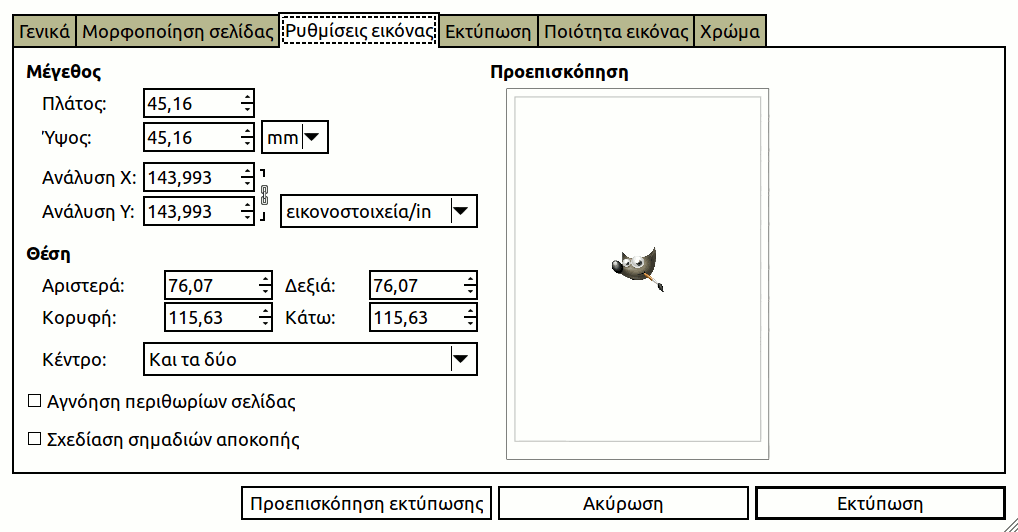 Γενικά Μορφοποίηση σελίδας Ρυθμίσεις εικόνας Εκτύπωση Ποιότητα εικόνας Χρώμα
Μέγεθος
Πλάτος: 45,16
Ύψος: 45,16 mm
Ανάλυση X: 143,993
Ανάλυση Y: 143,993 εικονοστοιχεία/in
Θέση
Αριστερά: 76,07 Δεξιά: 76,07
Κορυφή: 115,63 Κάτω: 115,63
Κέντρο: Και τα δύο
Αγνόηση περιθωρίων σελίδας
Σχεδίαση σημαδιών αποκοπής
Προεπισκόπηση
Προεπισκόπηση εκτύπωσης Ακύρωση Εκτύπωση